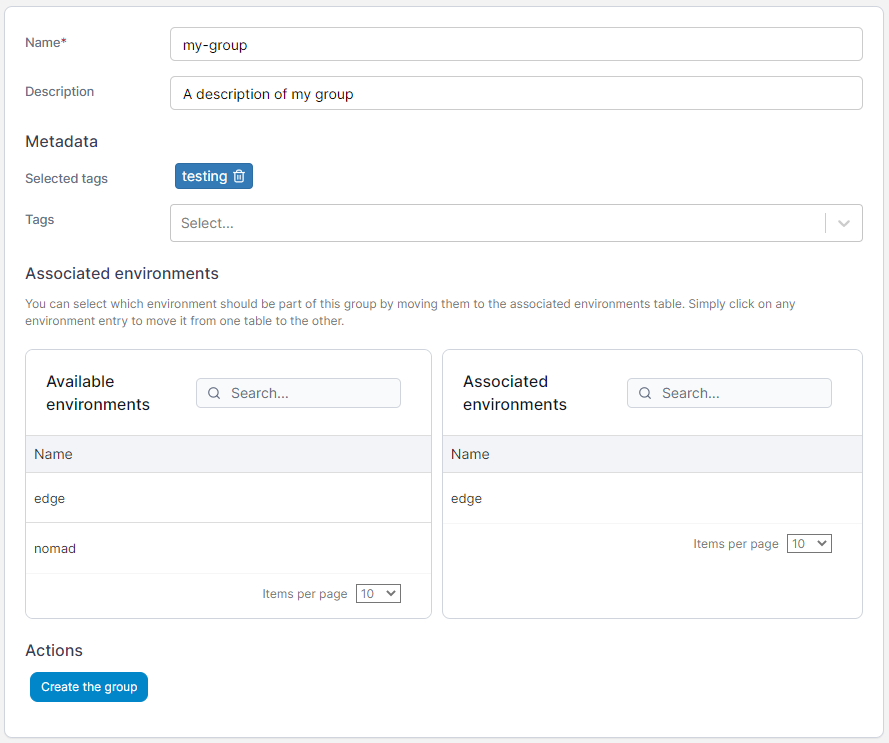 Name*
my-group
Description
A description of my group
Metadata
Selected tags
testing
Tags
Select...
Associated environments
You can select which environment should be part of this group by moving them to the associated environments table. Simply click on any
environment entry to move it from one table to the other.
Available
environments
Search...
Name
edge
nomad
Items per page
10
Associated
environments
Search...
Name
edge
Items per page
10
Actions
Create the group